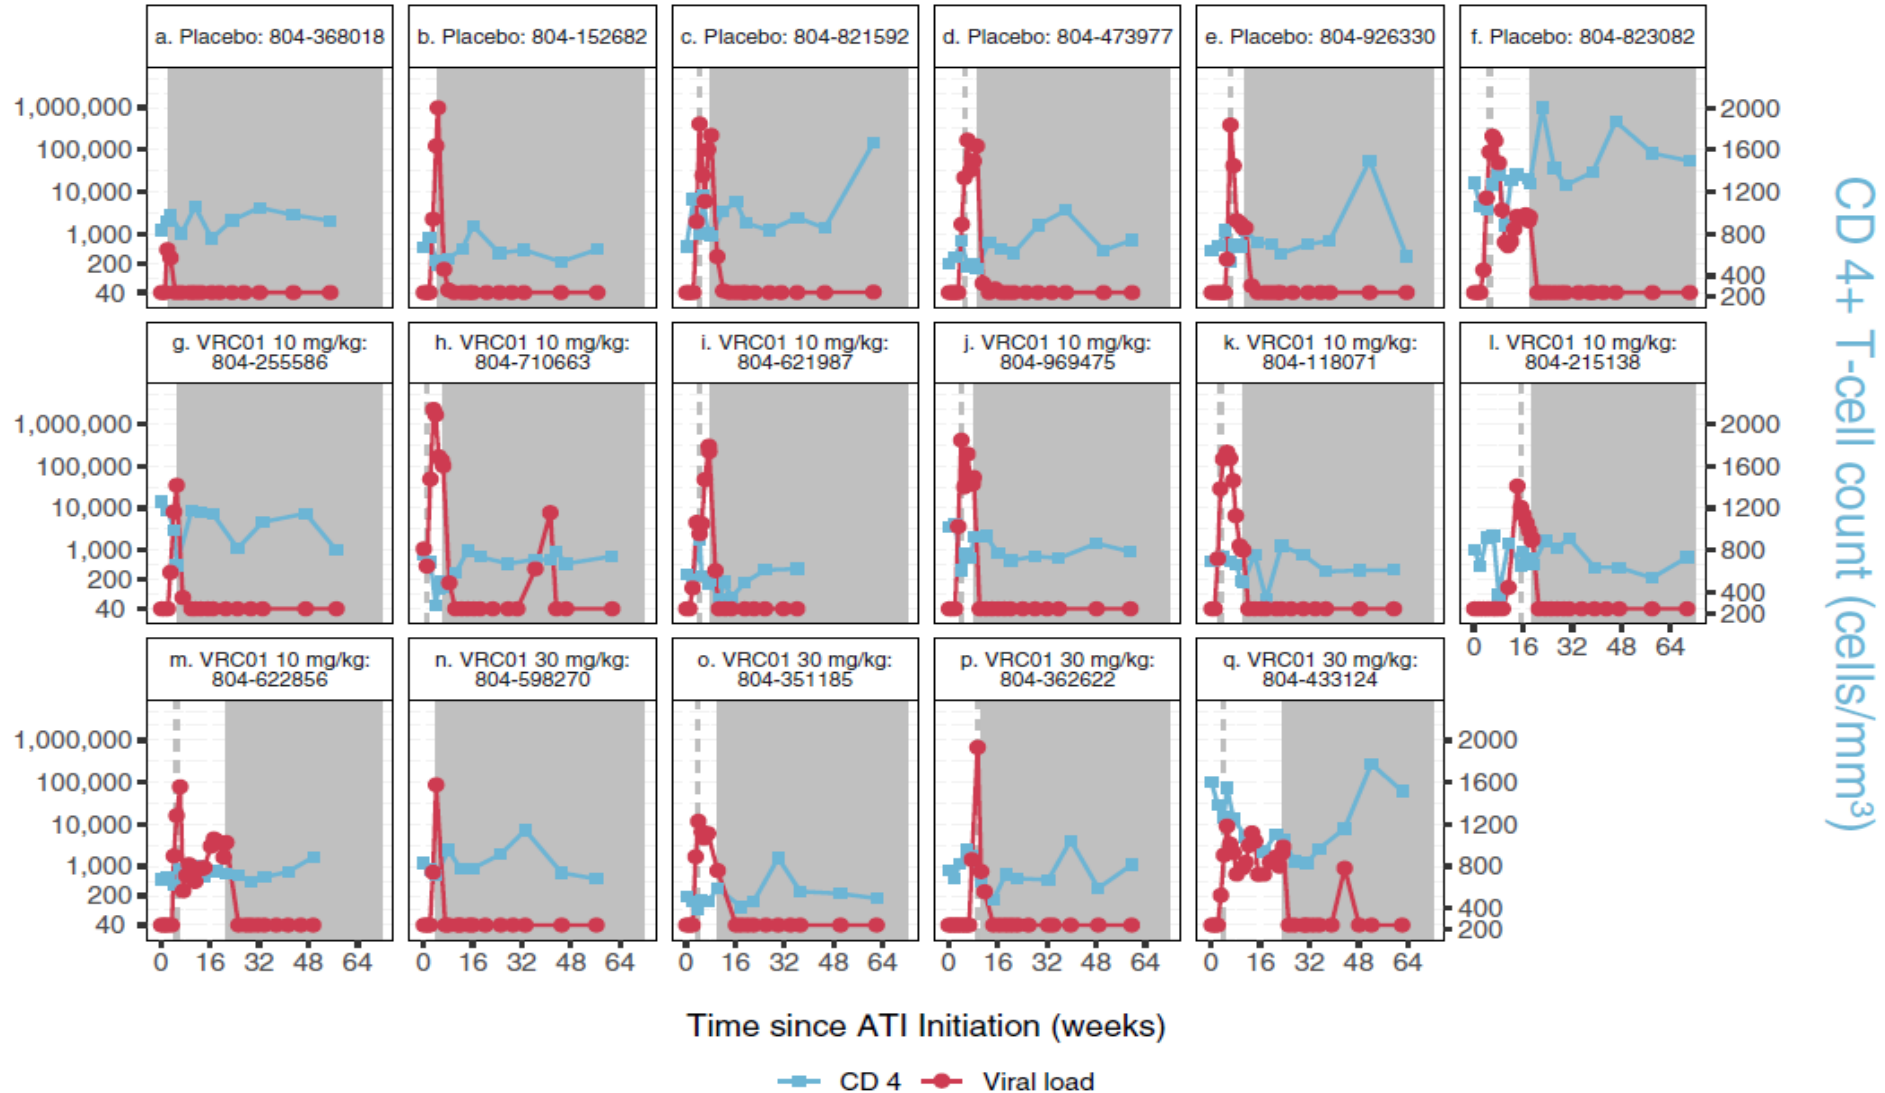 a. Placebo: 804-368018
b. Placebo: 804-152682
c. Placebo: 804-821592
d. Placebo: 804-473977
e. Placebo: 804-926330
f. Placebo: 804-823082
1,000,000
100,000
10,000
1,000
200
40
2000
1600
1200
800
400
200
g. VRC01 10 mg/kg:
804-255586
h. VRC01 10 mg/kg:
804-710663
i. VRC01 10 mg/kg:
804-621987
j. VRC01 10 mg/kg:
804-969475
k. VRC01 10 mg/kg:
804-118071
l. VRC01 10 mg/kg:
804-215138
1,000,000
100,000
10,000
1,000
200
40
2000
1600
1200
800
400
200
0 16 32 48 64
m. VRC01 10 mg/kg:
804-622856
n. VRC01 30 mg/kg:
804-598270
o. VRC01 30 mg/kg:
804-351185
p. VRC01 30 mg/kg:
804-362622
q. VRC01 30 mg/kg:
804-433124
1,000,000
100,000
10,000
1,000
200
40
2000
1600
1200
800
400
200
0 16 32 48 64
0 16 32 48 64
0 16 32 48 64
0 16 32 48 64
0 16 32 48 64
CD 4+ T-cell count (cells/mm³)
Time since ATI Initiation (weeks)
CD 4 Viral load